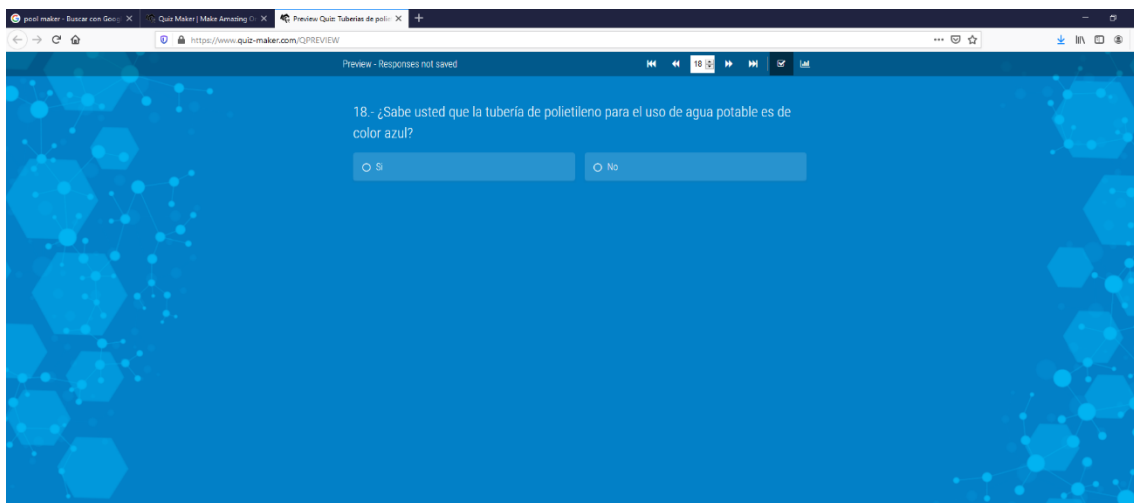 pool maker - Buscar con Goog
Quiz Maker | Make Amazing O
Preview Quiz: Tuberias de polie
https://www.quiz-maker.com/QPREVIEW
Preview - Responses not saved
18
18.- ¿Sabe usted que la tubería de polietileno para el uso de agua potable es de
color azul?
Si
No